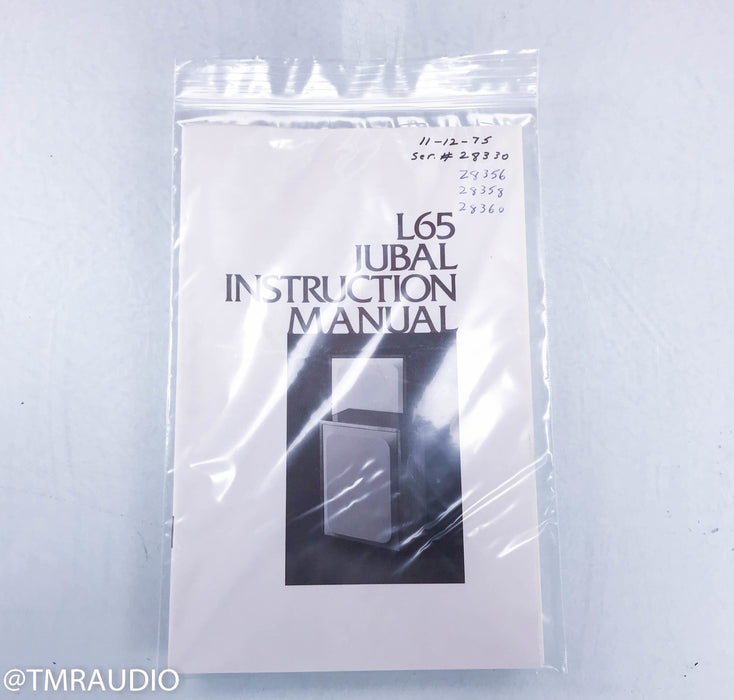 11-12-75
Ser. # 28330
28356
28358
28360
L65
JUBAL
INSTRUCTION
MANUAL
@TMRAUDIO